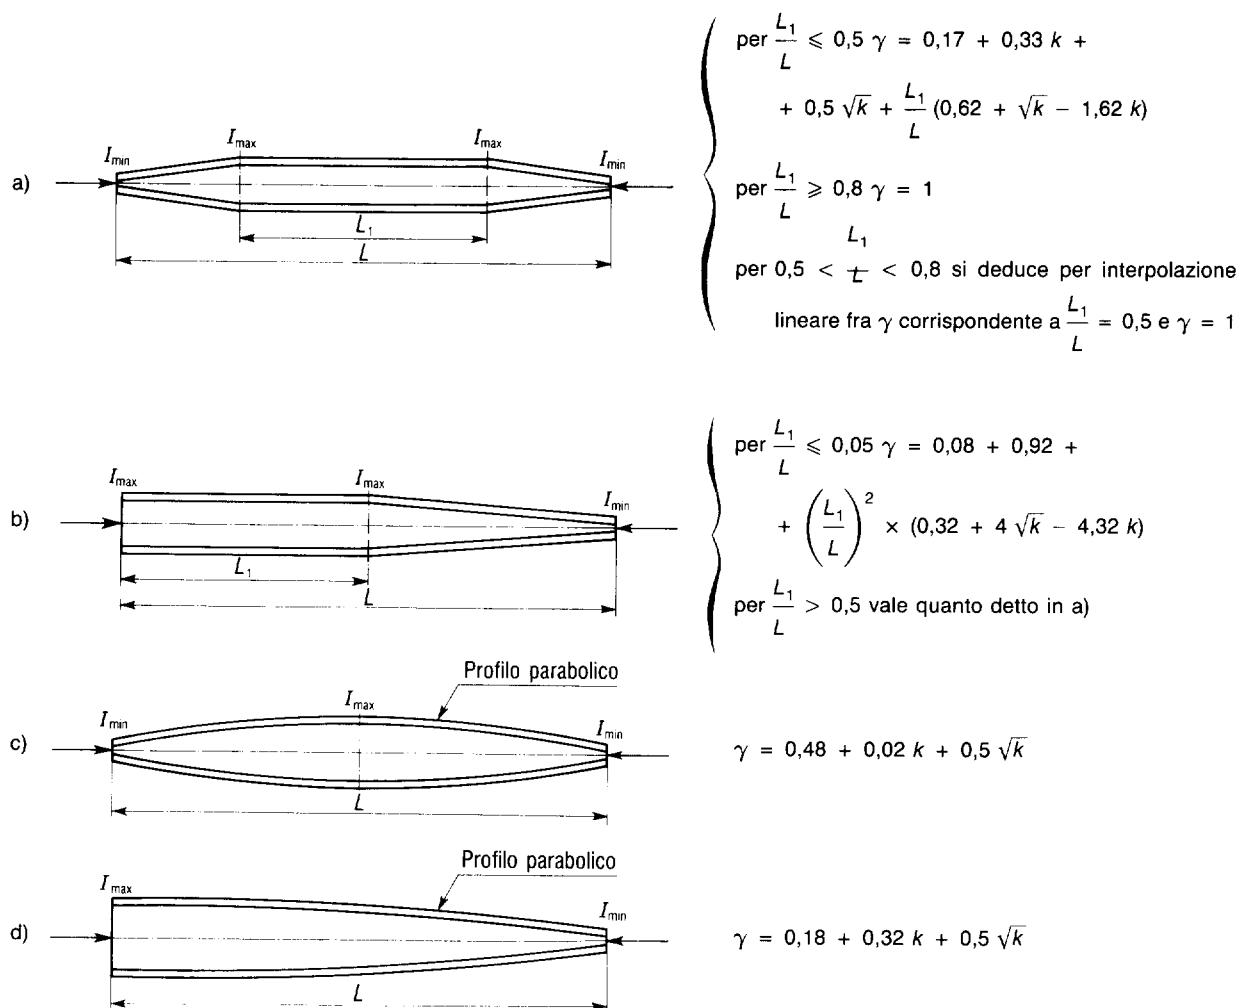 a)
I_min
I_max
I_max
I_min
L_1
L
per L_1/L ⩽ 0,5 γ = 0,17 + 0,33 k +
+ 0,5 √k + L_1/L (0,62 + √k − 1,62 k)
per L_1/L ⩾ 0,8 γ = 1
per 0,5 < L_1/L < 0,8 si deduce per interpolazione
lineare fra γ corrispondente a L_1/L = 0,5 e γ = 1
b)
I_max
I_max
I_min
L_1
L
per L_1/L ⩽ 0,05 γ = 0,08 + 0,92 +
+ (L_1/L)^2 × (0,32 + 4 √k − 4,32 k)
per L_1/L > 0,5 vale quanto detto in a)
Profilo parabolico
c)
I_min
I_max
I_min
L
γ = 0,48 + 0,02 k + 0,5 √k
Profilo parabolico
d)
I_max
I_min
L
γ = 0,18 + 0,32 k + 0,5 √k